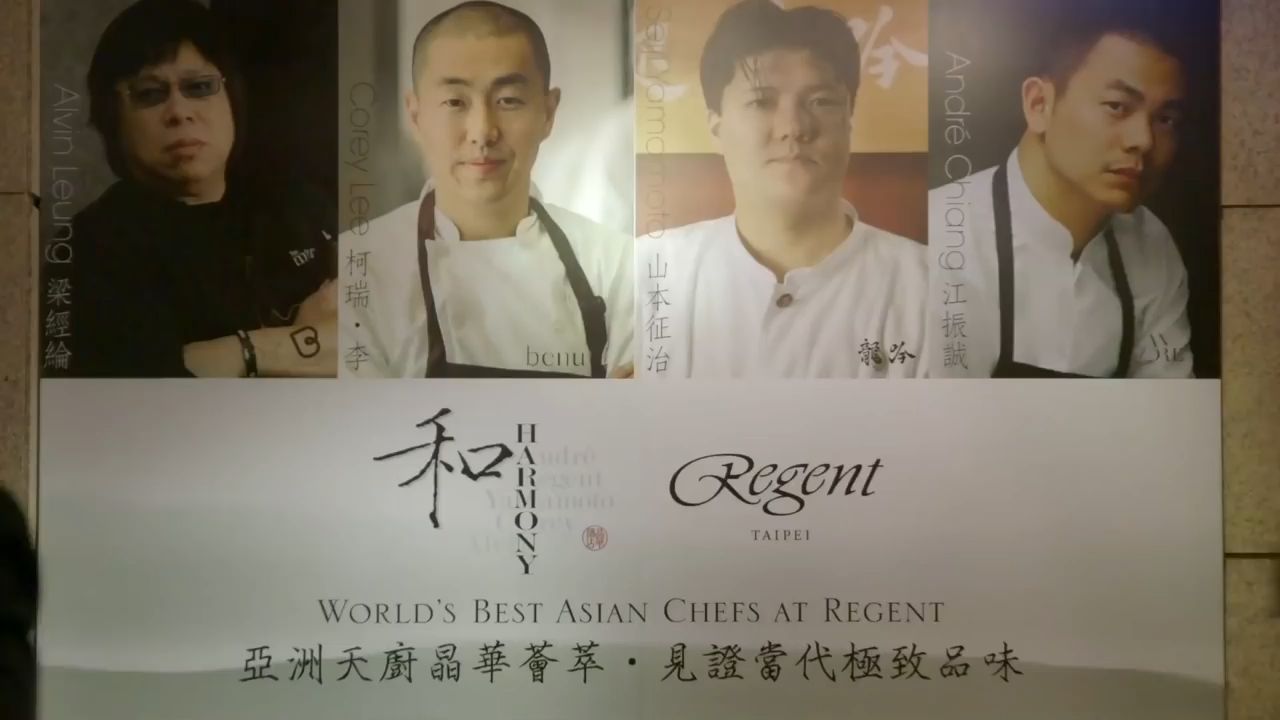 Alvin Leung 梁經綸
Corey Lee 柯瑞・李
Seiji Yamamoto 山本征治
André Chiang 江振誠
benu
龍吟
和
HARMONY
Regent
TAIPEI
WORLD'S BEST ASIAN CHEFS AT REGENT
亞洲天廚晶華薈萃・見證當代極致品味